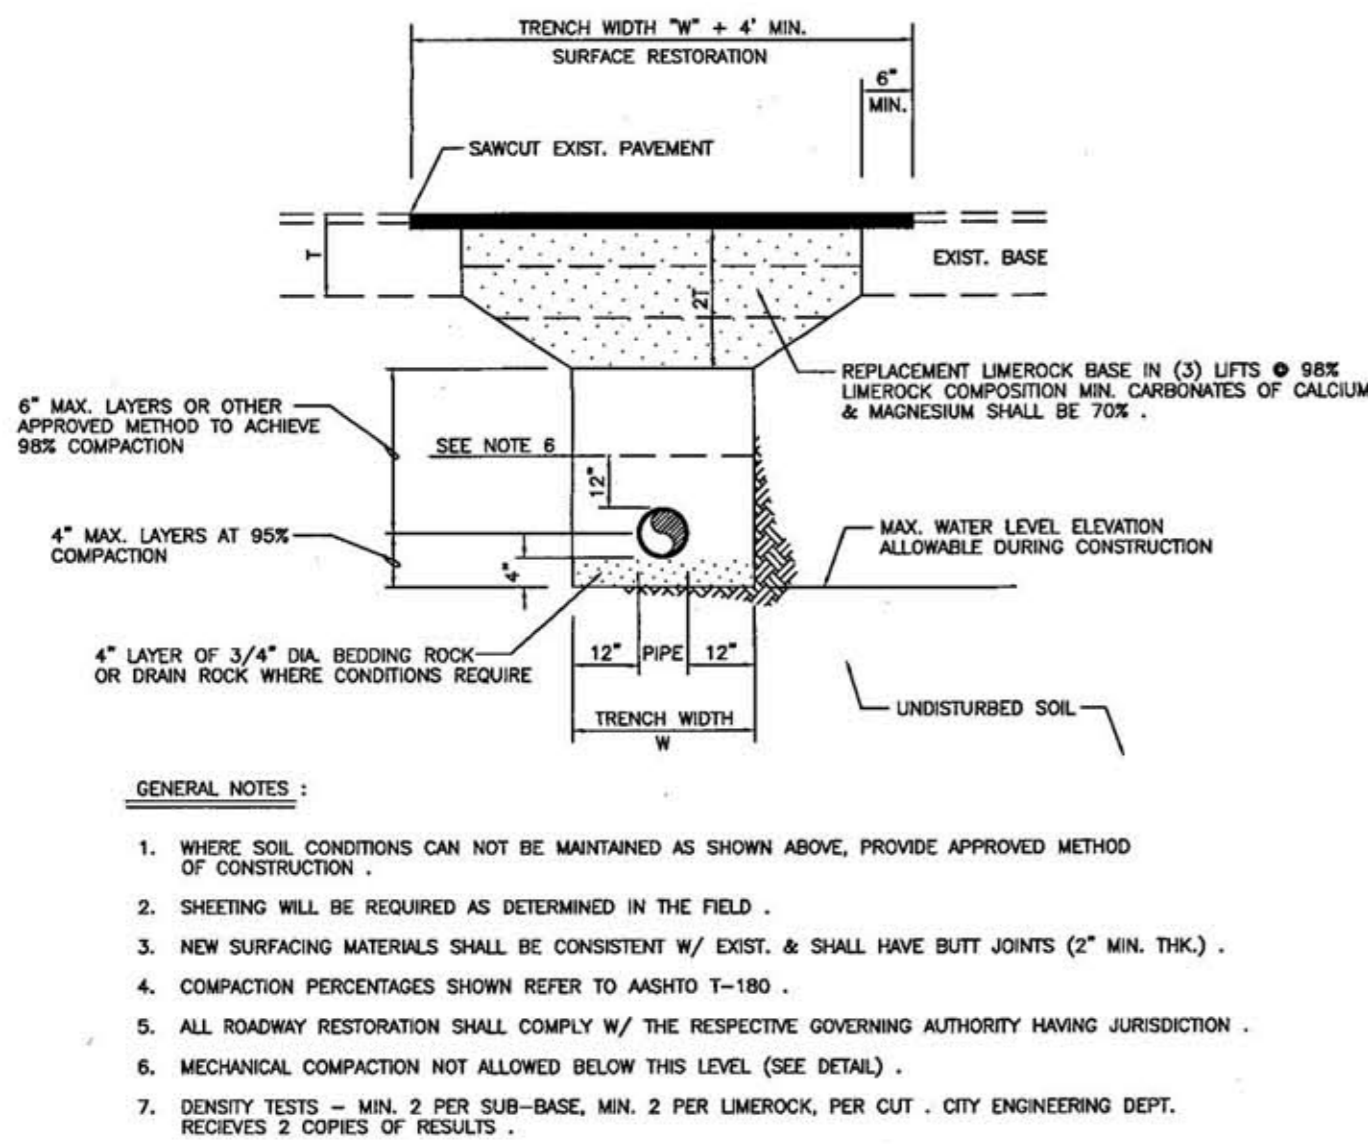 TRENCH WIDTH "W" + 4' MIN.
SURFACE RESTORATION
6"
MIN.
SAWCUT EXIST. PAVEMENT
T
EXIST. BASE
2T
REPLACEMENT LIMEROCK BASE IN (3) LIFTS @ 98%
LIMEROCK COMPOSITION MIN. CARBONATES OF CALCIUM
& MAGNESIUM SHALL BE 70% .
6" MAX. LAYERS OR OTHER
APPROVED METHOD TO ACHIEVE
98% COMPACTION
SEE NOTE 6
12"
4" MAX. LAYERS AT 95%
COMPACTION
MAX. WATER LEVEL ELEVATION
ALLOWABLE DURING CONSTRUCTION
4"
4" LAYER OF 3/4" DIA. BEDDING ROCK
OR DRAIN ROCK WHERE CONDITIONS REQUIRE
12" PIPE 12"
UNDISTURBED SOIL
TRENCH WIDTH
W
GENERAL NOTES :
1. WHERE SOIL CONDITIONS CAN NOT BE MAINTAINED AS SHOWN ABOVE, PROVIDE APPROVED METHOD
OF CONSTRUCTION .
2. SHEETING WILL BE REQUIRED AS DETERMINED IN THE FIELD .
3. NEW SURFACING MATERIALS SHALL BE CONSISTENT W/ EXIST. & SHALL HAVE BUTT JOINTS (2" MIN. THK.) .
4. COMPACTION PERCENTAGES SHOWN REFER TO AASHTO T-180 .
5. ALL ROADWAY RESTORATION SHALL COMPLY W/ THE RESPECTIVE GOVERNING AUTHORITY HAVING JURISDICTION .
6. MECHANICAL COMPACTION NOT ALLOWED BELOW THIS LEVEL (SEE DETAIL) .
7. DENSITY TESTS – MIN. 2 PER SUB-BASE, MIN. 2 PER LIMEROCK, PER CUT . CITY ENGINEERING DEPT.
RECIEVES 2 COPIES OF RESULTS .